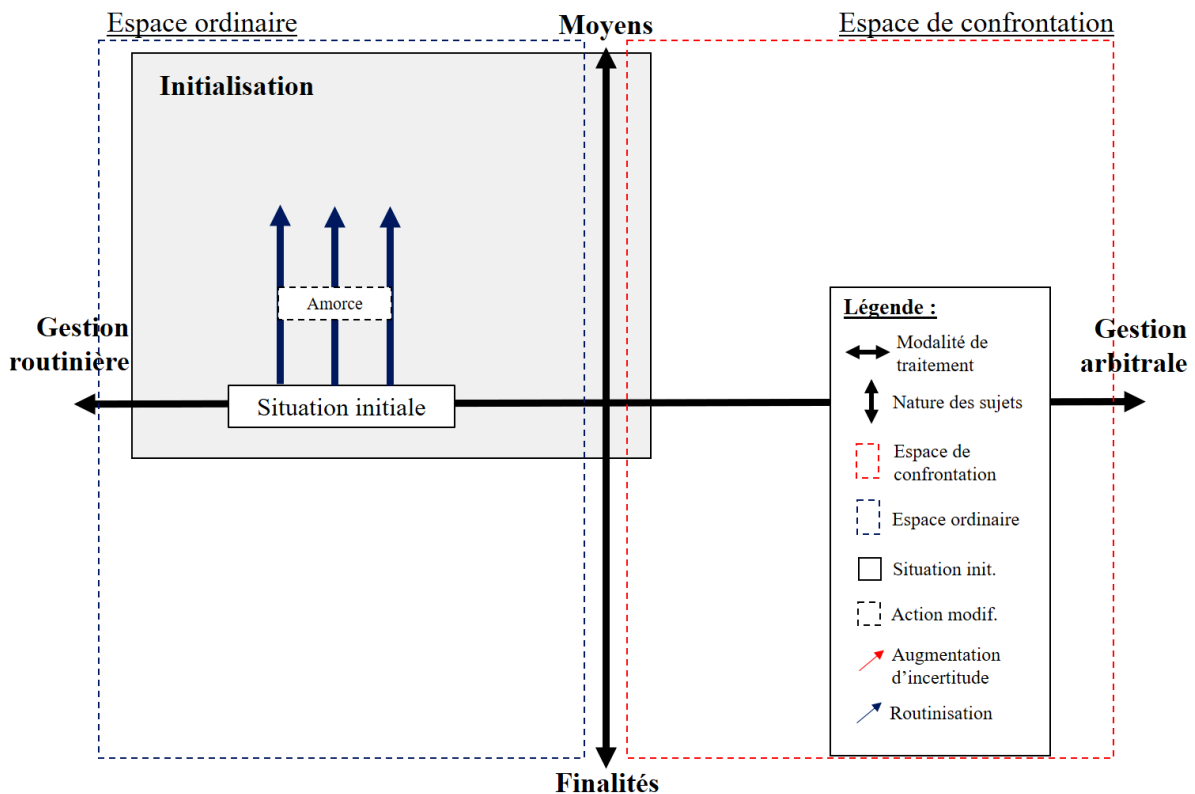 Espace ordinaire
Moyens
Espace de confrontation
Initialisation
Amorce
Gestion
routinière
Situation initiale
Légende :
Modalité de
traitement
Nature des sujets
Espace de
confrontation
Espace ordinaire
Situation init.
Action modif.
Augmentation
d’incertitude
Routinisation
Gestion
arbitrale
Finalités